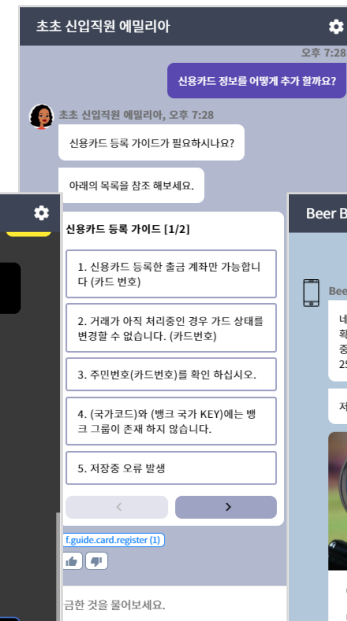 초초 신입직원 에밀리아
오후 7:28
신용카드 정보를 어떻게 추가 할까요?
초초 신입직원 에밀리아, 오후 7:28
신용카드 등록 가이드가 필요하시나요?
아래의 목록을 참조 해보세요.
신용카드 등록 가이드 [1/2]
1. 신용카드 등록한 출금 계좌만 가능합니
다 (카드 번호)
2. 거래가 아직 처리중인 경우 가드 상태를
변경할 수 없습니다. (카드번호)
3. 주민번호(카드번호)를 확인 하십시오.
4. (국가코드)와 (뱅크 국가 KEY)에는 뱅
크 그룹이 존재 하지 않습니다.
5. 저장중 오류 발생
f.guide.card.register (1)
금한 것을 물어보세요.
Beer B
Bee
네
확
중
25
저